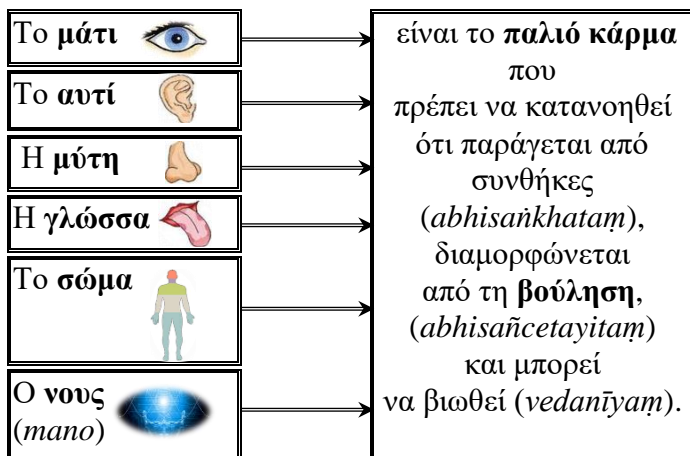 Το μάτι
Το αυτί
Η μύτη
Η γλώσσα
Το σώμα
Ο νους
(mano)
είναι το παλιό κάρμα
που
πρέπει να κατανοηθεί
ότι παράγεται από
συνθήκες
(abhisaṅkhataṃ),
διαμορφώνεται
από τη βούληση,
(abhisañcetayitaṃ)
και μπορεί
να βιωθεί (vedanīyaṃ).